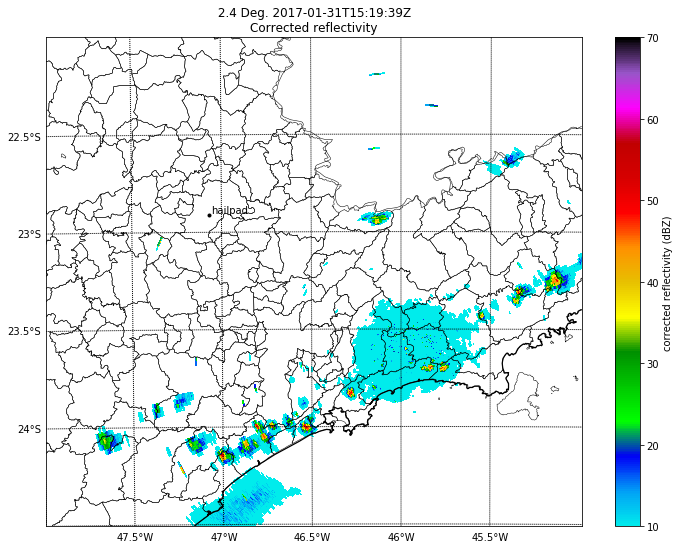 2.4 Deg. 2017-01-31T15:19:39Z
Corrected reflectivity
70
60
50
40
30
20
10
corrected reflectivity (dBZ)
22.5°S
23°S
23.5°S
24°S
hailpad
47.5°W
47°W
46.5°W
46°W
45.5°W